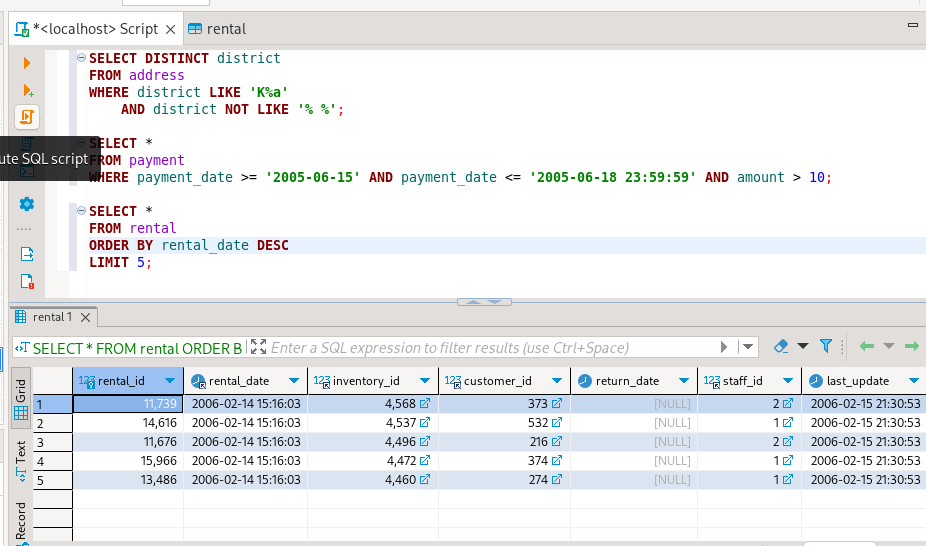 *<localhost> Script
rental
SELECT DISTINCT district
FROM address
WHERE district LIKE 'K%a'
AND district NOT LIKE '% %';
SELECT *
FROM payment
WHERE payment_date >= '2005-06-15' AND payment_date <= '2005-06-18 23:59:59' AND amount > 10;
ute SQL script
SELECT *
FROM rental
ORDER BY rental_date DESC
LIMIT 5;
rental 1
SELECT * FROM rental ORDER B
Enter a SQL expression to filter results (use Ctrl+Space)
Grid
Text
Record
123 rental_id rental_date 123 inventory_id 123 customer_id return_date 123 staff_id last_update
1 11,739 2006-02-14 15:16:03 4,568 373 [NULL] 2 2006-02-15 21:30:53
2 14,616 2006-02-14 15:16:03 4,537 532 [NULL] 1 2006-02-15 21:30:53
3 11,676 2006-02-14 15:16:03 4,496 216 [NULL] 2 2006-02-15 21:30:53
4 15,966 2006-02-14 15:16:03 4,472 374 [NULL] 1 2006-02-15 21:30:53
5 13,486 2006-02-14 15:16:03 4,460 274 [NULL] 1 2006-02-15 21:30:53